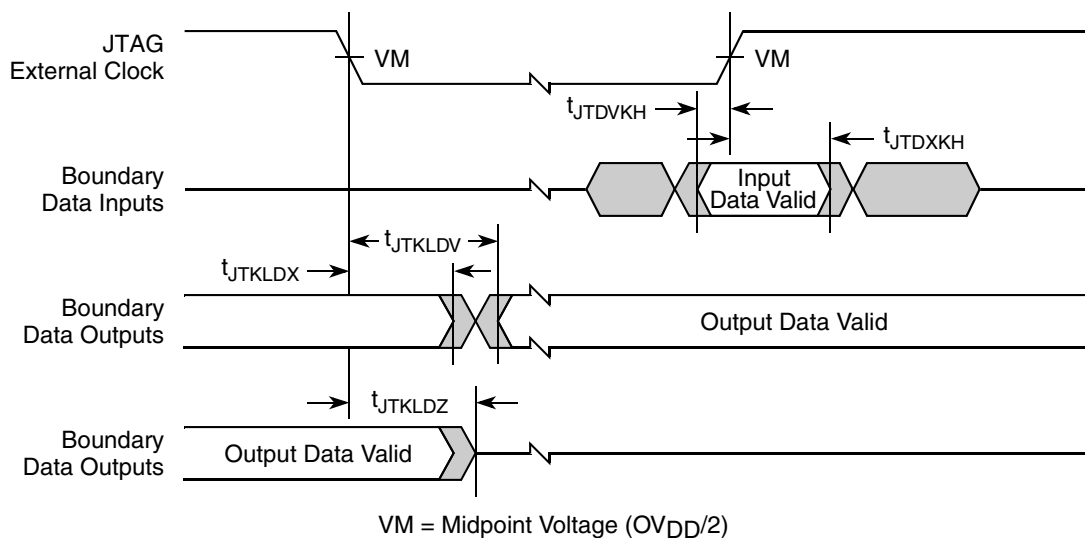 JTAG
External Clock
VM
VM
tJTDVKH
tJTDXKH
Boundary
Data Inputs
Input
Data Valid
tJTKLDV
tJTKLDX
Boundary
Data Outputs
Output Data Valid
tJTKLDZ
Boundary
Data Outputs
Output Data Valid
VM = Midpoint Voltage (OVDD/2)